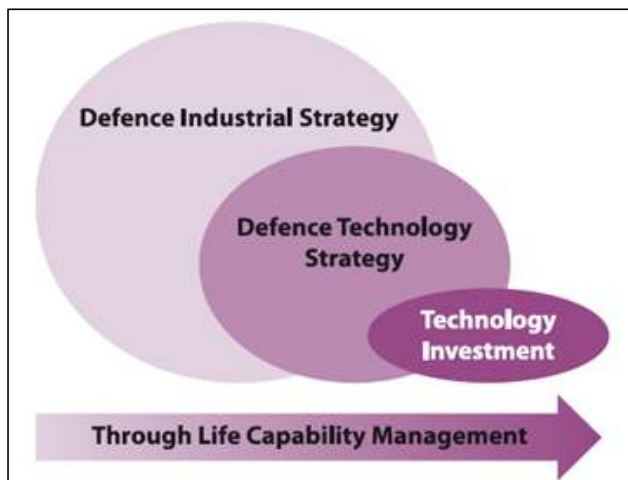 Defence Industrial Strategy
Defence Technology
Strategy
Technology
Investment
Through Life Capability Management